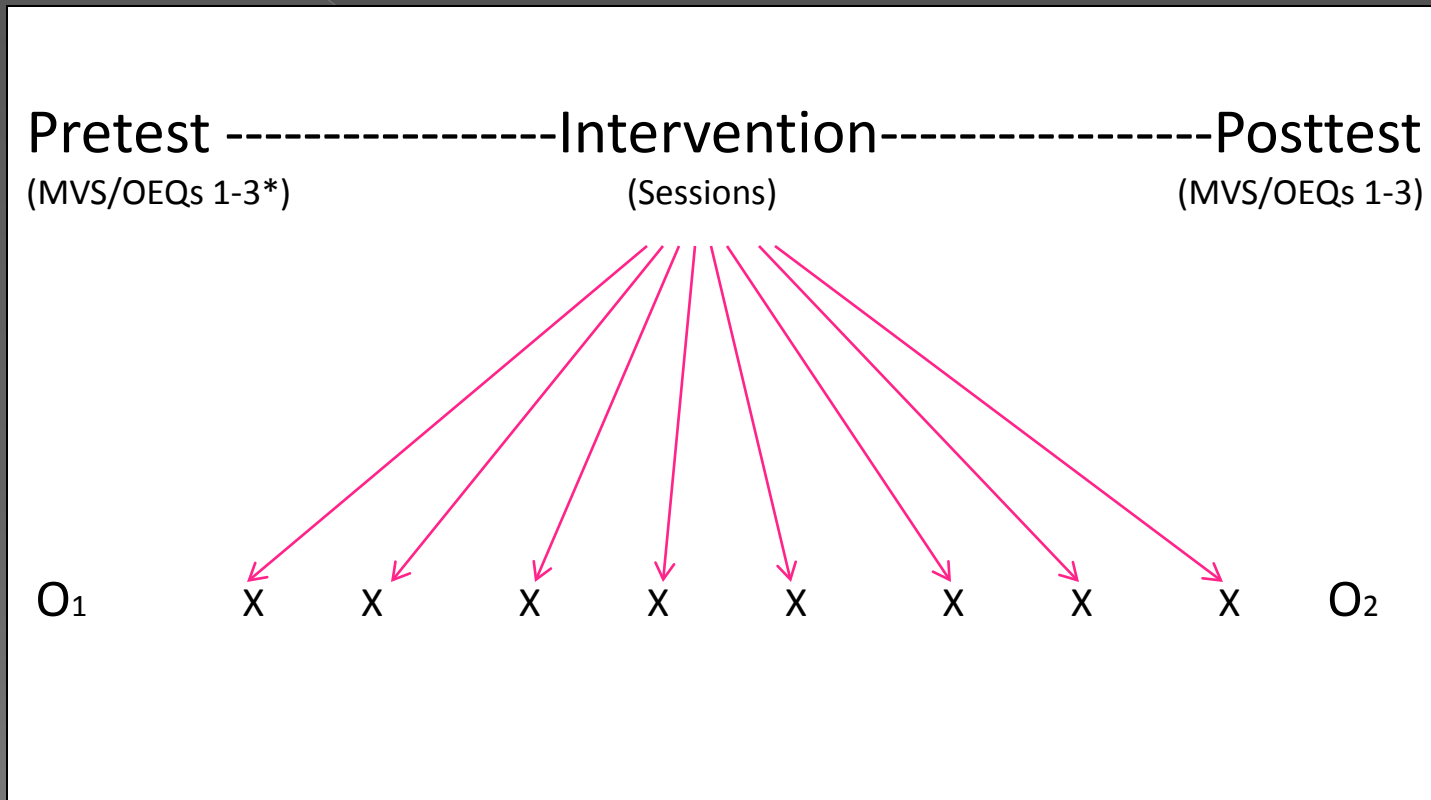 Pretest -----------------Intervention-----------------Posttest
(MVS/OEQs 1-3*) (Sessions) (MVS/OEQs 1-3)
O1 X X X X X X X X O2